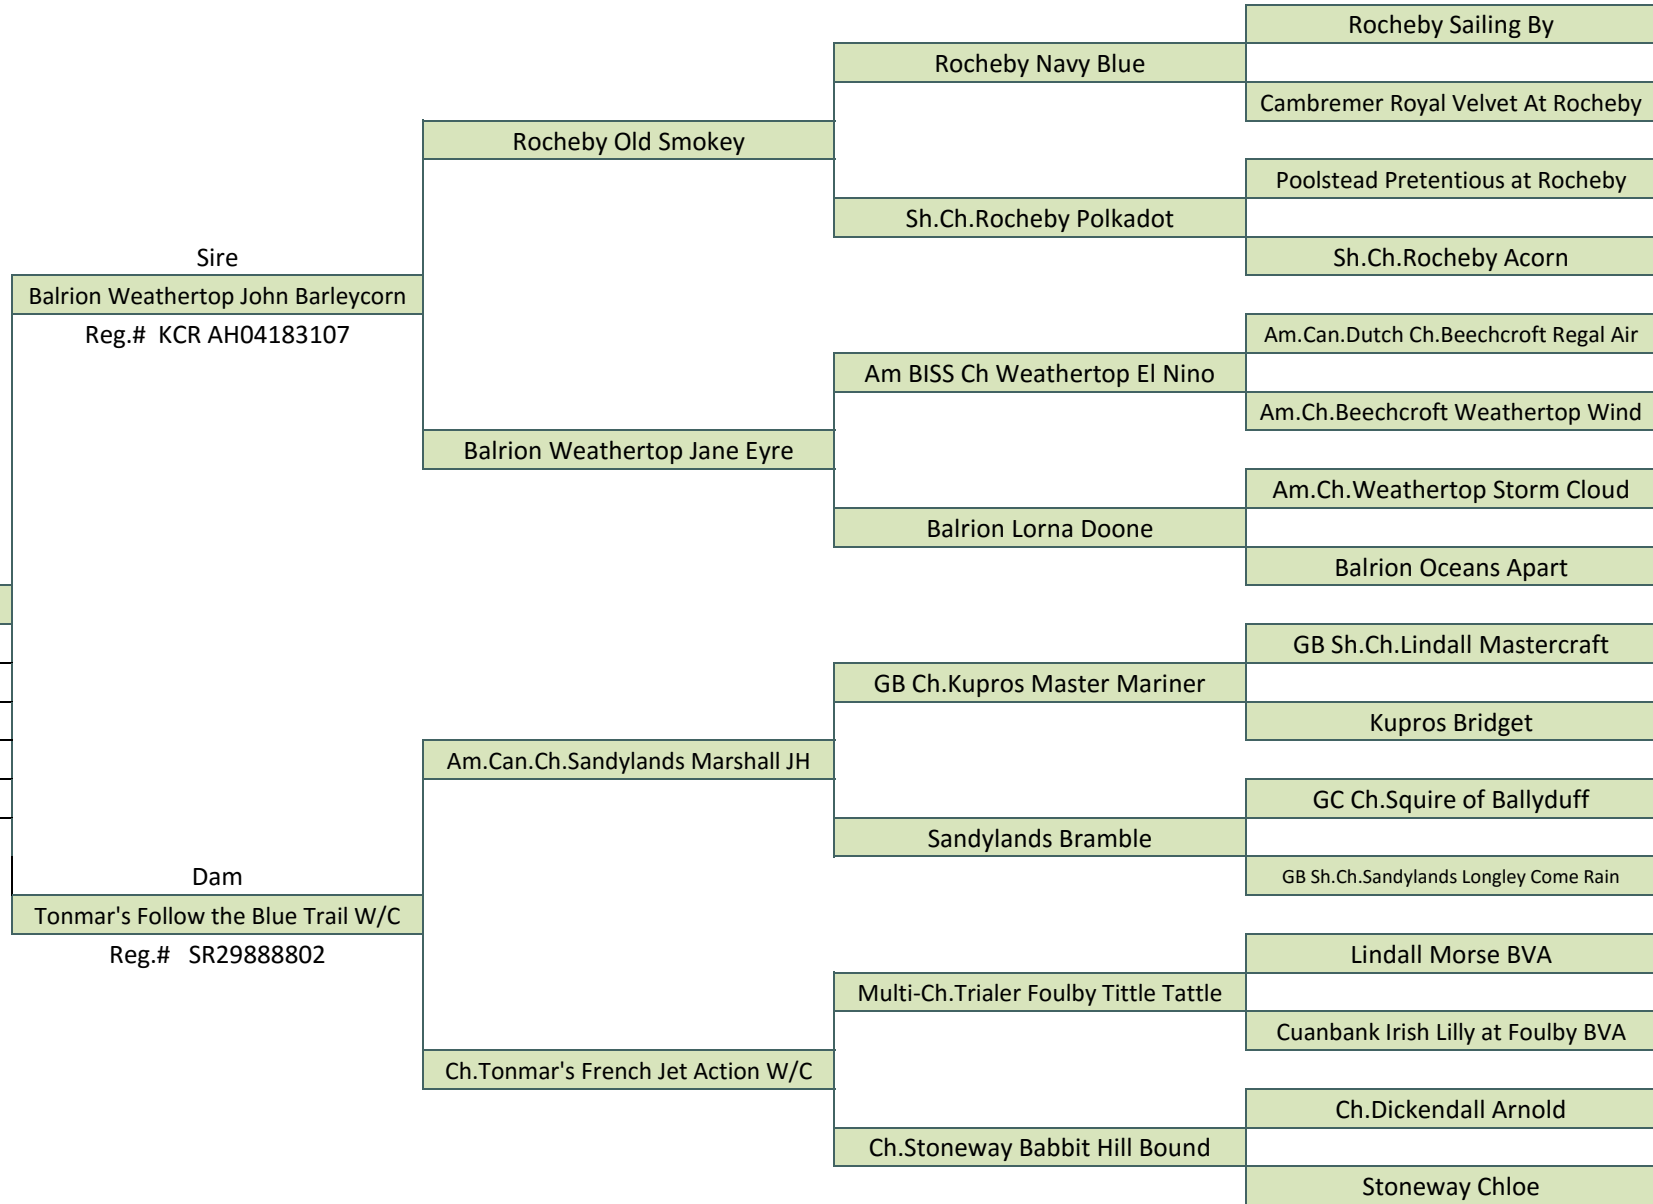 Rocheby Sailing By
Rocheby Navy Blue
Cambremer Royal Velvet At Rocheby
Rocheby Old Smokey
Poolstead Pretentious at Rocheby
Sh.Ch.Rocheby Polkadot
Sire
Sh.Ch.Rocheby Acorn
Balrion Weathertop John Barleycorn
Reg.# KCR AH04183107
Am.Can.Dutch Ch.Beechcroft Regal Air
Am BISS Ch Weathertop El Nino
Am.Ch.Beechcroft Weathertop Wind
Balrion Weathertop Jane Eyre
Am.Ch.Weathertop Storm Cloud
Balrion Lorna Doone
Balrion Oceans Apart
GB Sh.Ch.Lindall Mastercraft
GB Ch.Kupros Master Mariner
Kupros Bridget
Am.Can.Ch.Sandylands Marshall JH
GC Ch.Squire of Ballyduff
Sandylands Bramble
Dam
GB Sh.Ch.Sandylands Longley Come Rain
Tonmar's Follow the Blue Trail W/C
Reg.# SR29888802
Lindall Morse BVA
Multi-Ch.Trialer Foulby Tittle Tattle
Cuanbank Irish Lilly at Foulby BVA
Ch.Tonmar's French Jet Action W/C
Ch.Dickendall Arnold
Ch.Stoneway Babbit Hill Bound
Stoneway Chloe